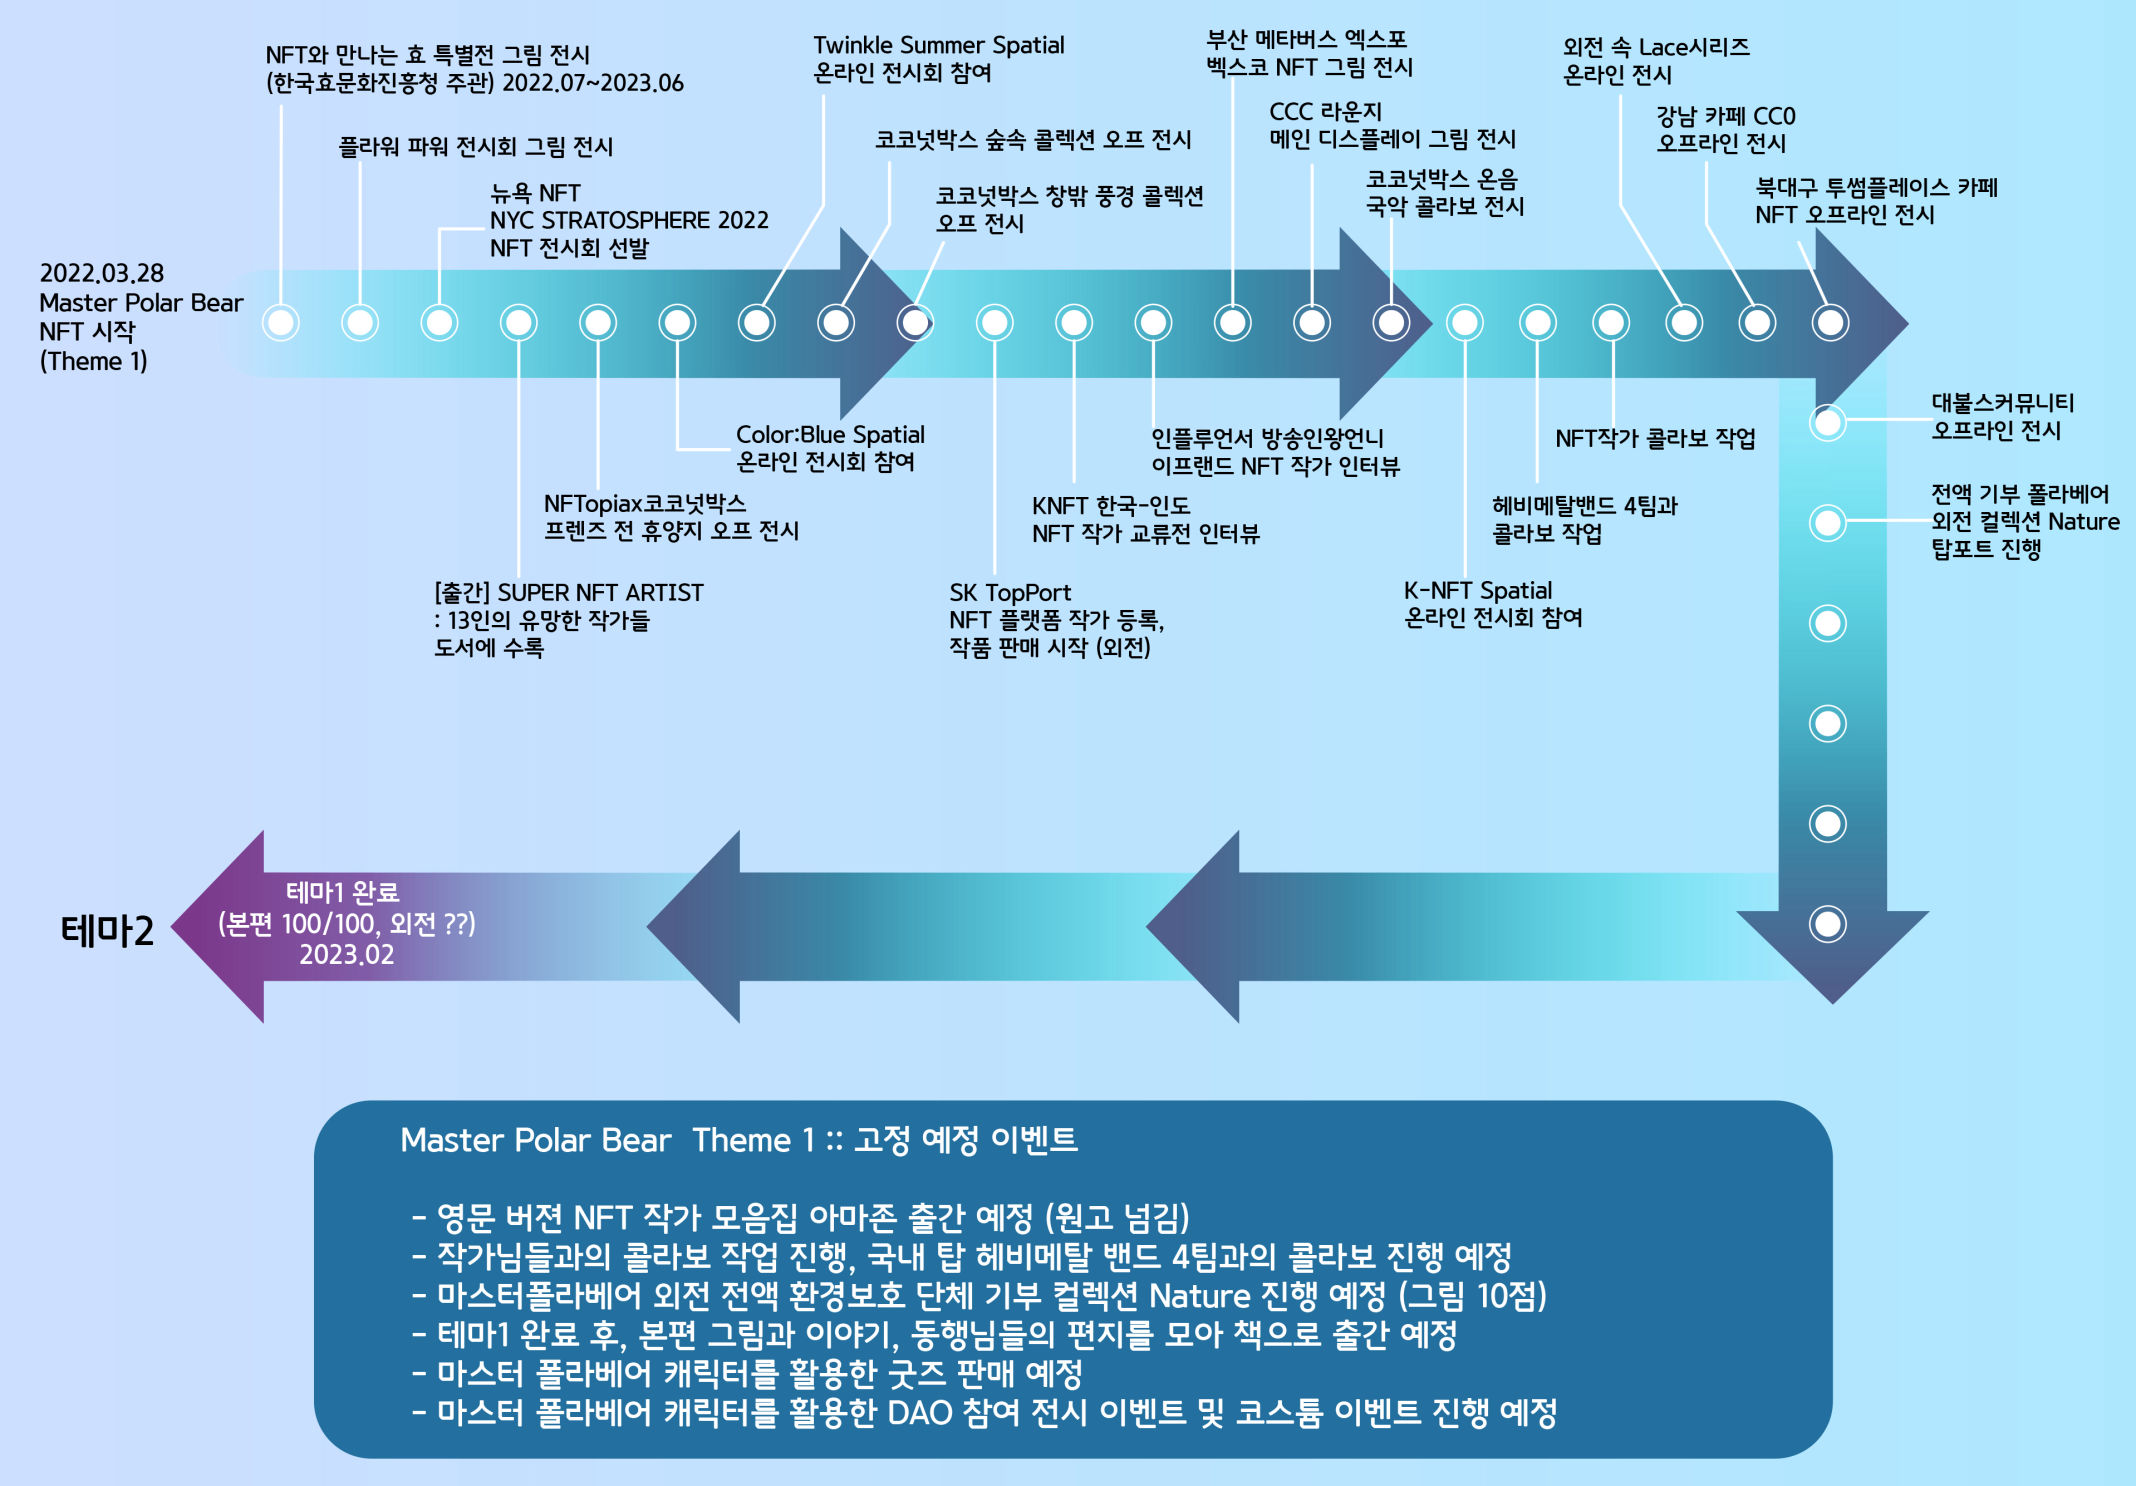 2022.03.28
Master Polar Bear
NFT 시작
(Theme 1)
NFT와 만나는 효 특별전 그림 전시
(한국효문화진흥청 주관) 2022.07~2023.06
플라워 파워 전시회 그림 전시
뉴욕 NFT
NYC STRATOSPHERE 2022
NFT 전시회 선발
[출간] SUPER NFT ARTIST
: 13인의 유망한 작가들
도서에 수록
NFTopiax코코넛박스
프렌즈 전 휴양지 오프 전시
Color:Blue Spatial
온라인 전시회 참여
Twinkle Summer Spatial
온라인 전시회 참여
코코넛박스 숲속 콜렉션 오프 전시
코코넛박스 창밖 풍경 콜렉션
오프 전시
SK TopPort
NFT 플랫폼 작가 등록,
작품 판매 시작 (외전)
KNFT 한국-인도
NFT 작가 교류전 인터뷰
인플루언서 방송인왕언니
이프랜드 NFT 작가 인터뷰
부산 메타버스 엑스포
벡스코 NFT 그림 전시
CCC 라운지
메인 디스플레이 그림 전시
코코넛박스 온음
국악 콜라보 전시
K-NFT Spatial
온라인 전시회 참여
헤비메탈밴드 4팀과
콜라보 작업
NFT작가 콜라보 작업
외전 속 Lace시리즈
온라인 전시
강남 카페 CC0
오프라인 전시
북대구 투썸플레이스 카페
NFT 오프라인 전시
대불스커뮤니티
오프라인 전시
전액 기부 폴라베어
외전 컬렉션 Nature
탑포트 진행
테마1 완료
(본편 100/100, 외전 ??)
2023.02
테마2
Master Polar Bear Theme 1 :: 고정 예정 이벤트
- 영문 버젼 NFT 작가 모음집 아마존 출간 예정 (원고 넘김)
- 작가님들과의 콜라보 작업 진행, 국내 탑 헤비메탈 밴드 4팀과의 콜라보 진행 예정
- 마스터폴라베어 외전 전액 환경보호 단체 기부 컬렉션 Nature 진행 예정 (그림 10점)
- 테마1 완료 후, 본편 그림과 이야기, 동행님들의 편지를 모아 책으로 출간 예정
- 마스터 폴라베어 캐릭터를 활용한 굿즈 판매 예정
- 마스터 폴라베어 캐릭터를 활용한 DAO 참여 전시 이벤트 및 코스튬 이벤트 진행 예정